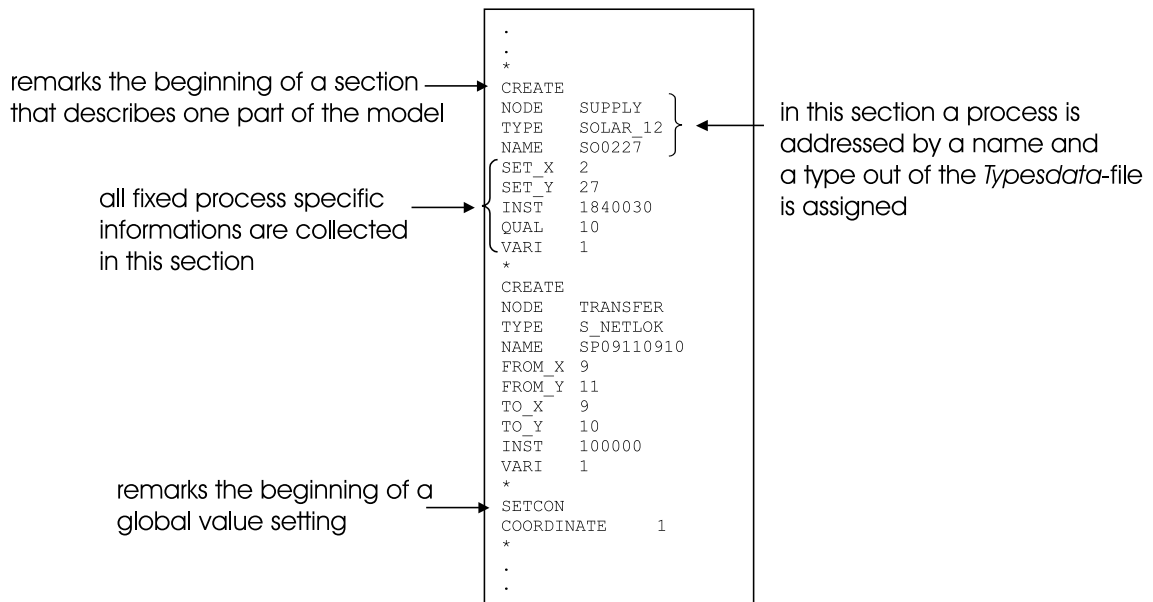 .
.
*
CREATE
NODE SUPPLY
TYPE SOLAR_12
NAME SO0227
SET_X 2
SET_Y 27
INST 1840030
QUAL 10
VARI 1
*
CREATE
NODE TRANSFER
TYPE S_NETLOK
NAME SP09110910
FROM_X 9
FROM_Y 11
TO_X 9
TO_Y 10
INST 100000
VARI 1
*
SETCON
COORDINATE 1
*
.
.
remarks the beginning of a section
that describes one part of the model
all fixed process specific
informations are collected
in this section
remarks the beginning of a
global value setting
in this section a process is
addressed by a name and
a type out of the Typesdata-file
is assigned